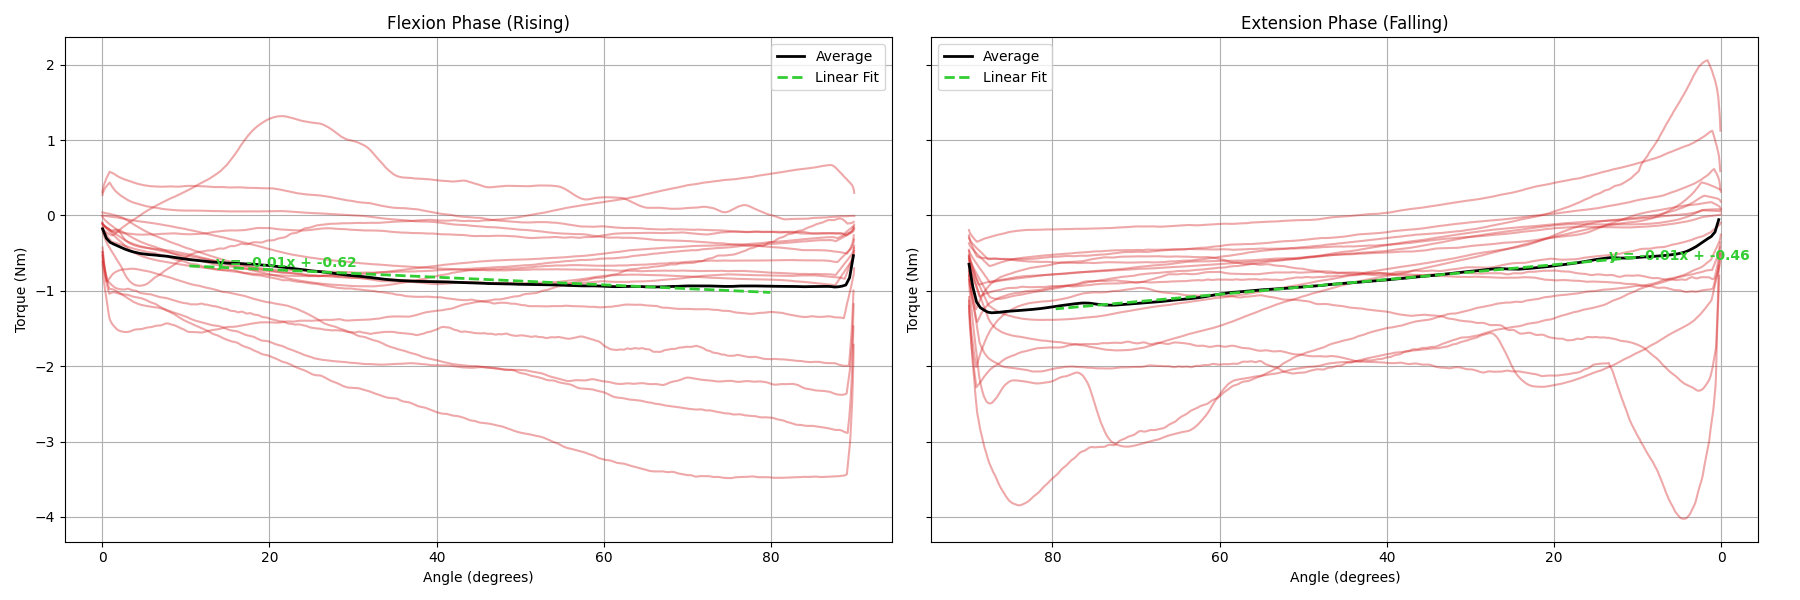 Flexion Phase (Rising)
Torque (Nm)
2
1
0
−1
−2
−3
−4
Average
Linear Fit
y = -0.01x + -0.62
0
20
40
60
80
Angle (degrees)
Extension Phase (Falling)
Torque (Nm)
Average
Linear Fit
y = -0.01x + -0.46
80
60
40
20
0
Angle (degrees)